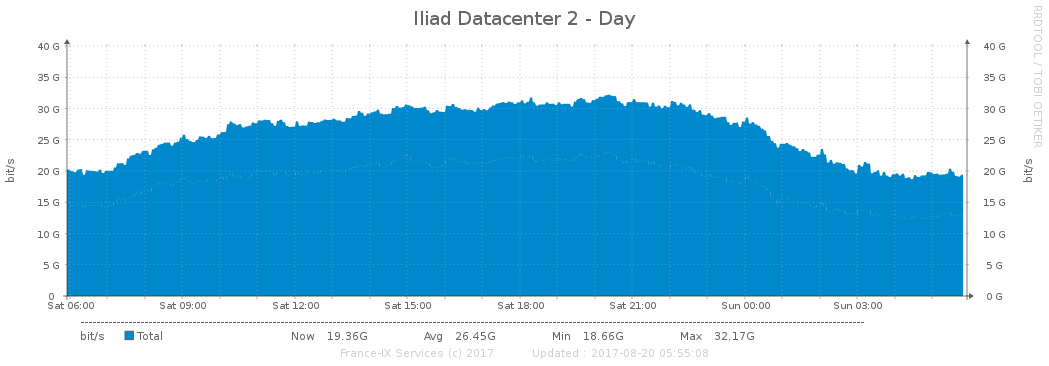 Iliad Datacenter 2 - Day
RRDTOOL / TOBI OETIKER
bit/s
40 G 40 G
35 G 35 G
30 G 30 G
25 G 25 G
20 G 20 G
15 G 15 G
10 G 10 G
5 G 5 G
0 0 G
bit/s
Sat 06:00 Sat 09:00 Sat 12:00 Sat 15:00 Sat 18:00 Sat 21:00 Sun 00:00 Sun 03:00
bit/s Total Now 19.36G Avg 26.45G Min 18.66G Max 32.17G
France-IX Services (c) 2017 Updated : 2017-08-20 05:55:08